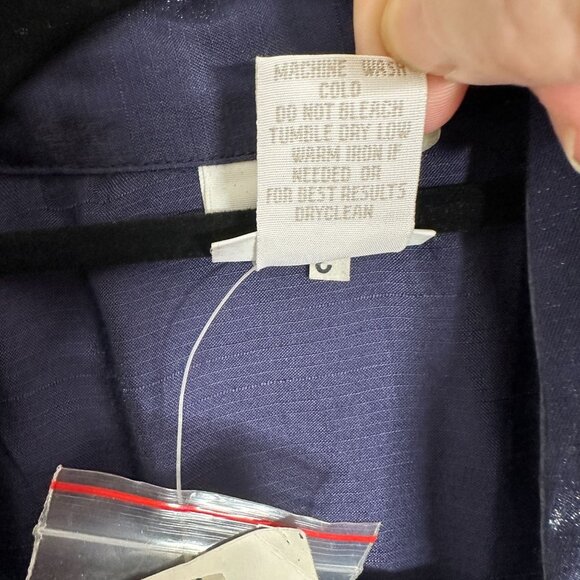 MACHINE WASH
COLD
DO NOT BLEACH
TUMBLE DRY LOW
WARM IRON IF
NEEDED OR
FOR BEST RESULTS
DRYCLEAN